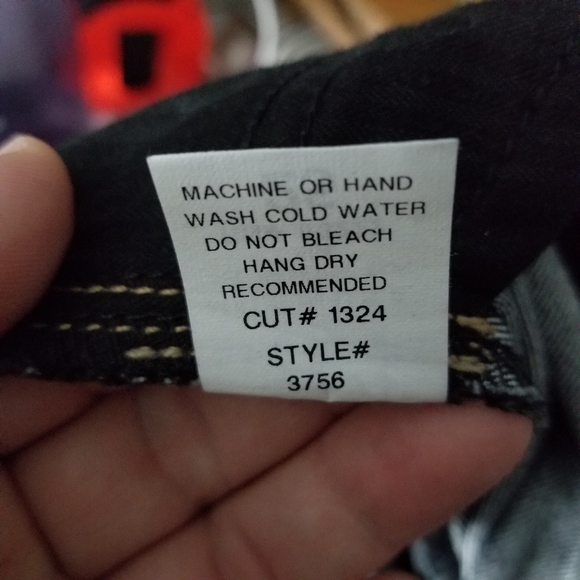 MACHINE OR HAND
WASH COLD WATER
DO NOT BLEACH
HANG DRY
RECOMMENDED
CUT# 1324
STYLE#
3756